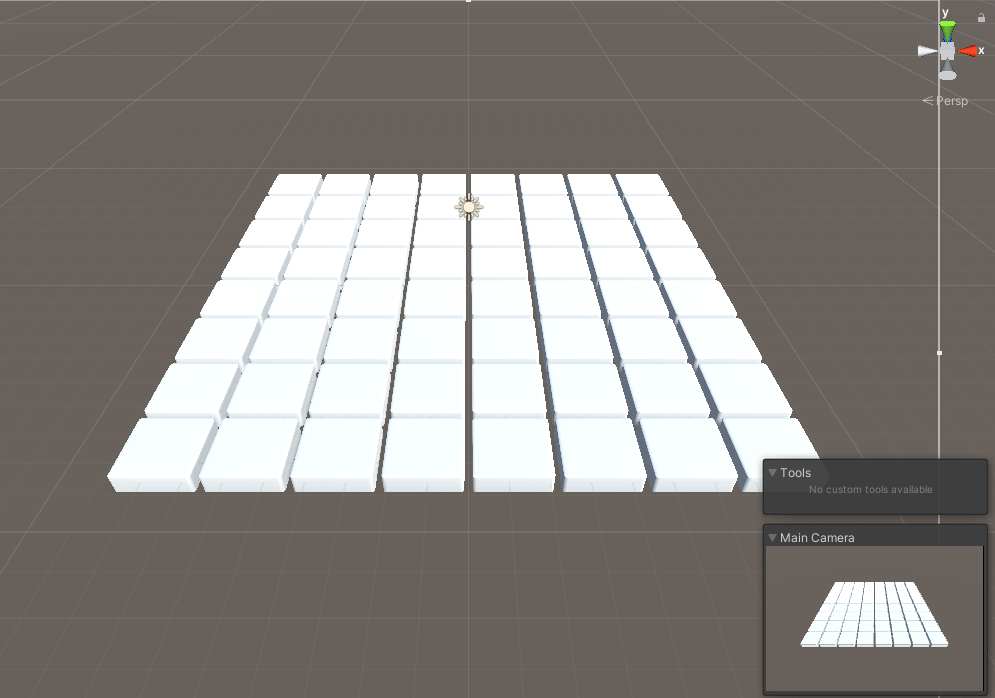 y
x
< Persp
Tools
No custom tools available
Main Camera